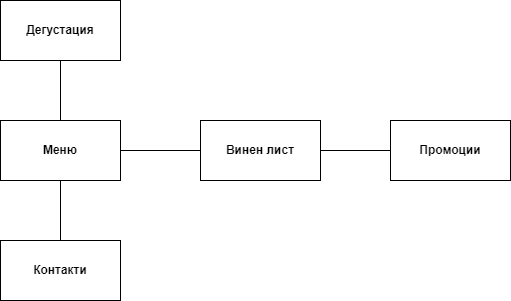 Дегустация
Меню
Винен лист
Промоции
Контакти